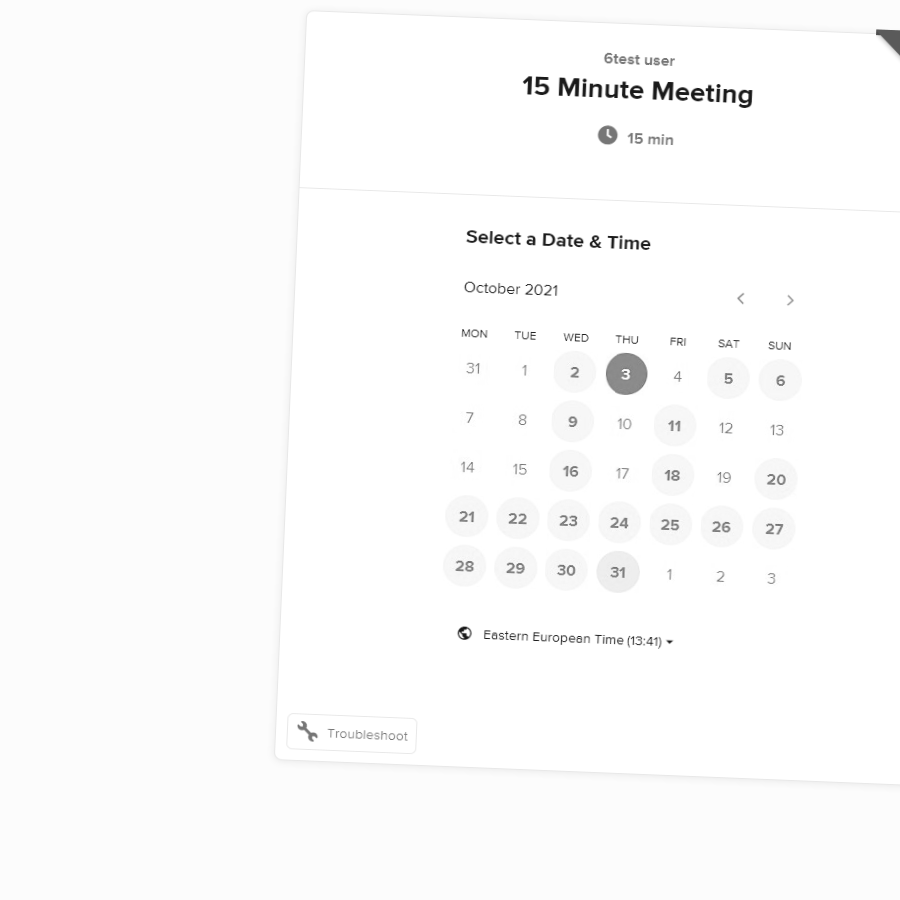 6test user
15 Minute Meeting
15 min
Select a Date & Time
October 2021
MON TUE WED THU FRI SAT SUN
31 1 2 3 4 5 6
7 8 9 10 11 12 13
14 15 16 17 18 19 20
21 22 23 24 25 26 27
28 29 30 31 1 2 3
Eastern European Time (13:41)
Troubleshoot